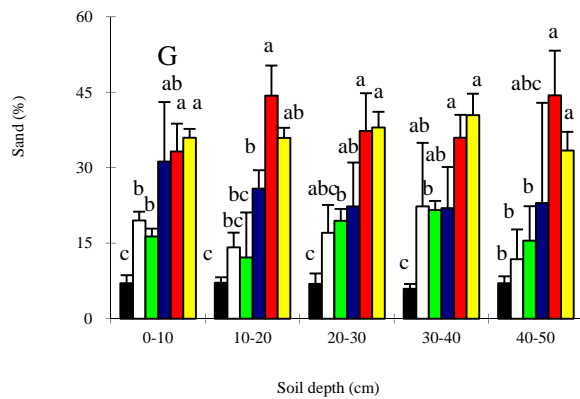 60
45
30
15
0
Sand (%)
G
c b b ab a a
c bc bc b a ab
c abc b ab a a
c ab b ab a a
b b b abc a a
0-10 10-20 20-30 30-40 40-50
Soil depth (cm)